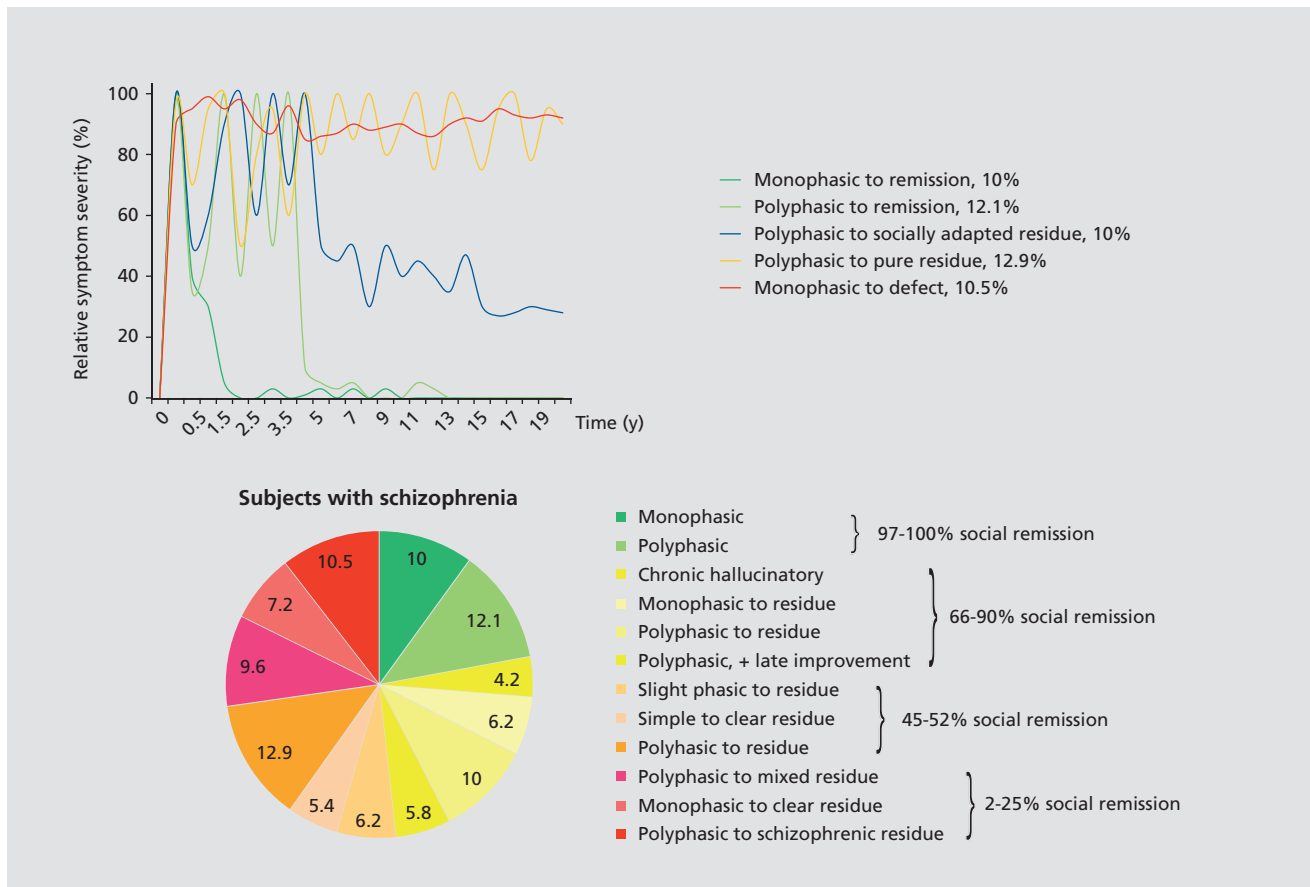 Relative symptom severity (%)
100
80
60
40
20
0
0 0.5 1.5 2.5 3.5 5 7 9 11 13 15 17 19
Time (y)
Monophasic to remission, 10%
Polyphasic to remission, 12.1%
Polyphasic to socially adapted residue, 10%
Polyphasic to pure residue, 12.9%
Monophasic to defect, 10.5%
Subjects with schizophrenia
10
12.1
4.2
6.2
10
5.8
6.2
5.4
12.9
9.6
7.2
10.5
Monophasic
Polyphasic
97-100% social remission
Chronic hallucinatory
Monophasic to residue
Polyphasic to residue
Polyphasic, + late improvement
66-90% social remission
Slight phasic to residue
Simple to clear residue
Polyhasic to residue
45-52% social remission
Polyphasic to mixed residue
Monophasic to clear residue
Polyphasic to schizophrenic residue
2-25% social remission